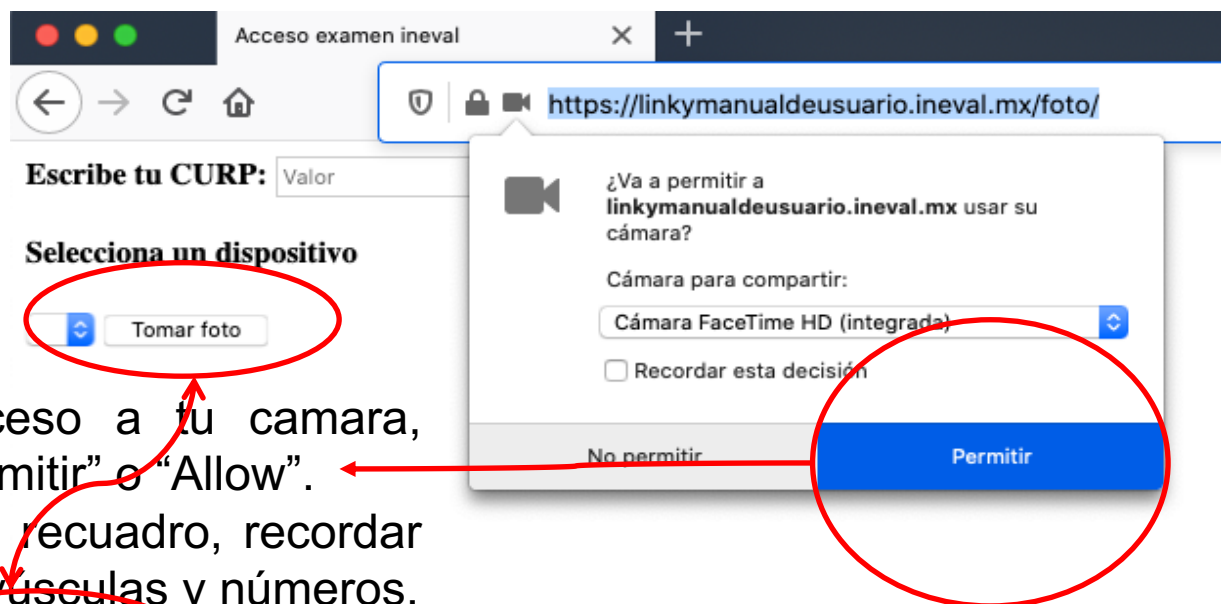 Acceso examen ineval
https://linkymanualdeusuario.ineval.mx/foto/
Escribe tu CURP: Valor
Selecciona un dispositivo
Tomar foto
¿Va a permitir a
linkymanualdeusuario.ineval.mx usar su
cámara?
Cámara para compartir:
Cámara FaceTime HD (integrada)
Recordar esta decisión
No permitir
Permitir
a tu camara,
o “Allow”.
recuadro, recordar
y números.